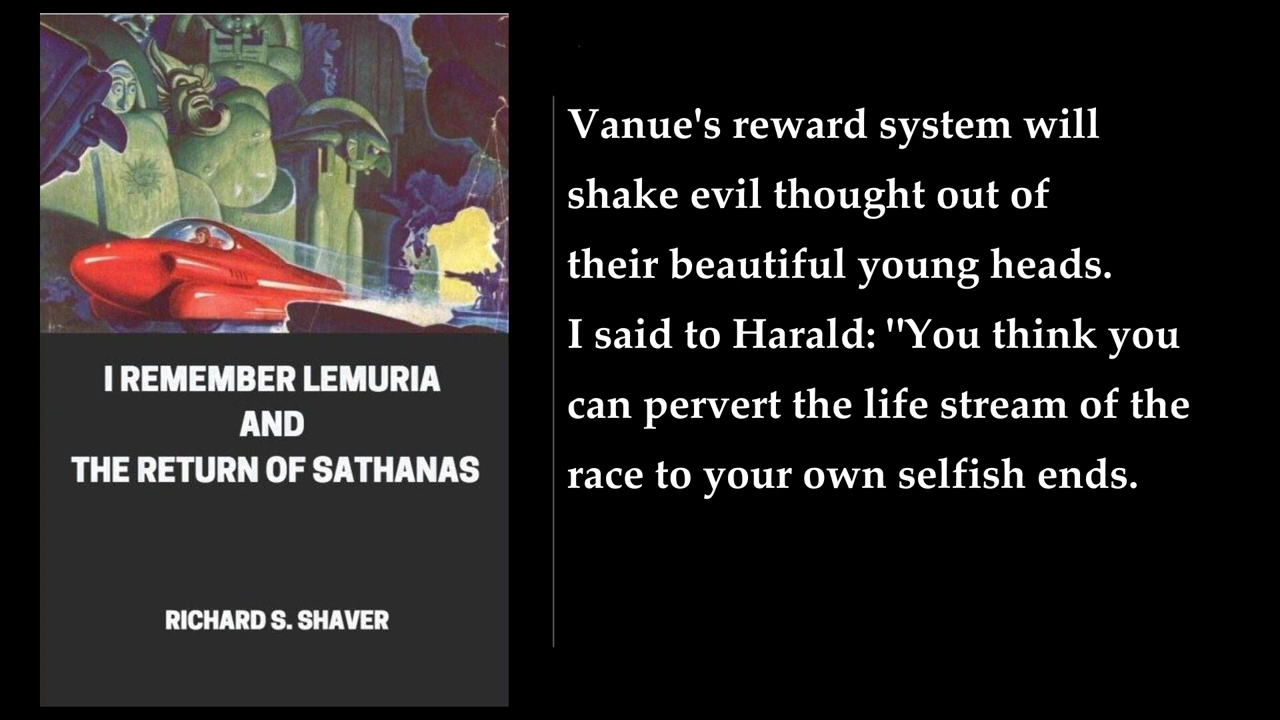 I REMEMBER LEMURIA
AND
THE RETURN OF SATHANAS
RICHARD S. SHAVER
Vanue's reward system will
shake evil thought out of
their beautiful young heads.
I said to Harald: "You think you
can pervert the life stream of the
race to your own selfish ends.